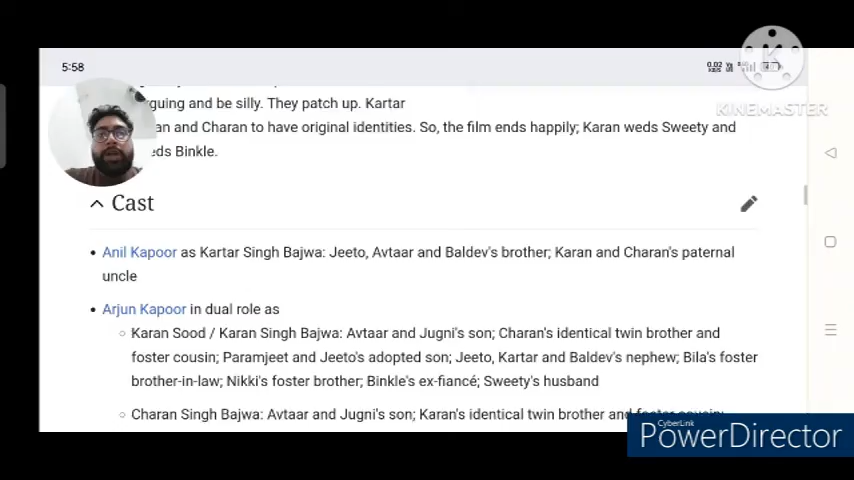 5:58
0.02
KINEMASTER
rguing and be silly. They patch up. Kartar
an and Charan to have original identities. So, the film ends happily; Karan weds Sweety and
eds Binkle.
Cast
Anil Kapoor as Kartar Singh Bajwa: Jeeto, Avtaar and Baldev's brother; Karan and Charan's paternal
uncle
Arjun Kapoor in dual role as
Karan Sood / Karan Singh Bajwa: Avtaar and Jugni's son; Charan's identical twin brother and
foster cousin; Paramjeet and Jeeto's adopted son; Jeeto, Kartar and Baldev's nephew; Bila's foster
brother-in-law; Nikki's foster brother; Binkle's ex-fiancé; Sweety's husband
Charan Singh Bajwa: Avtaar and Jugni's son; Karan's identical twin brother and foster cousin;
CyberLink
PowerDirector